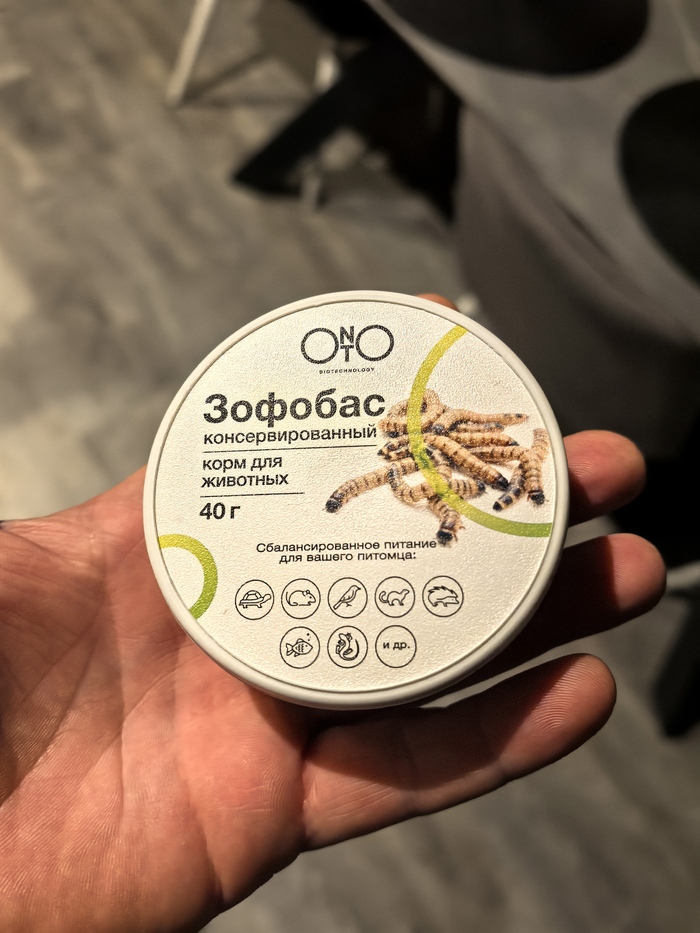 ONTO
BIOTECHNOLOGY
Зофобас
консервированный
корм для
животных
40 г
Сбалансированное питание
для вашего питомца:
и др.